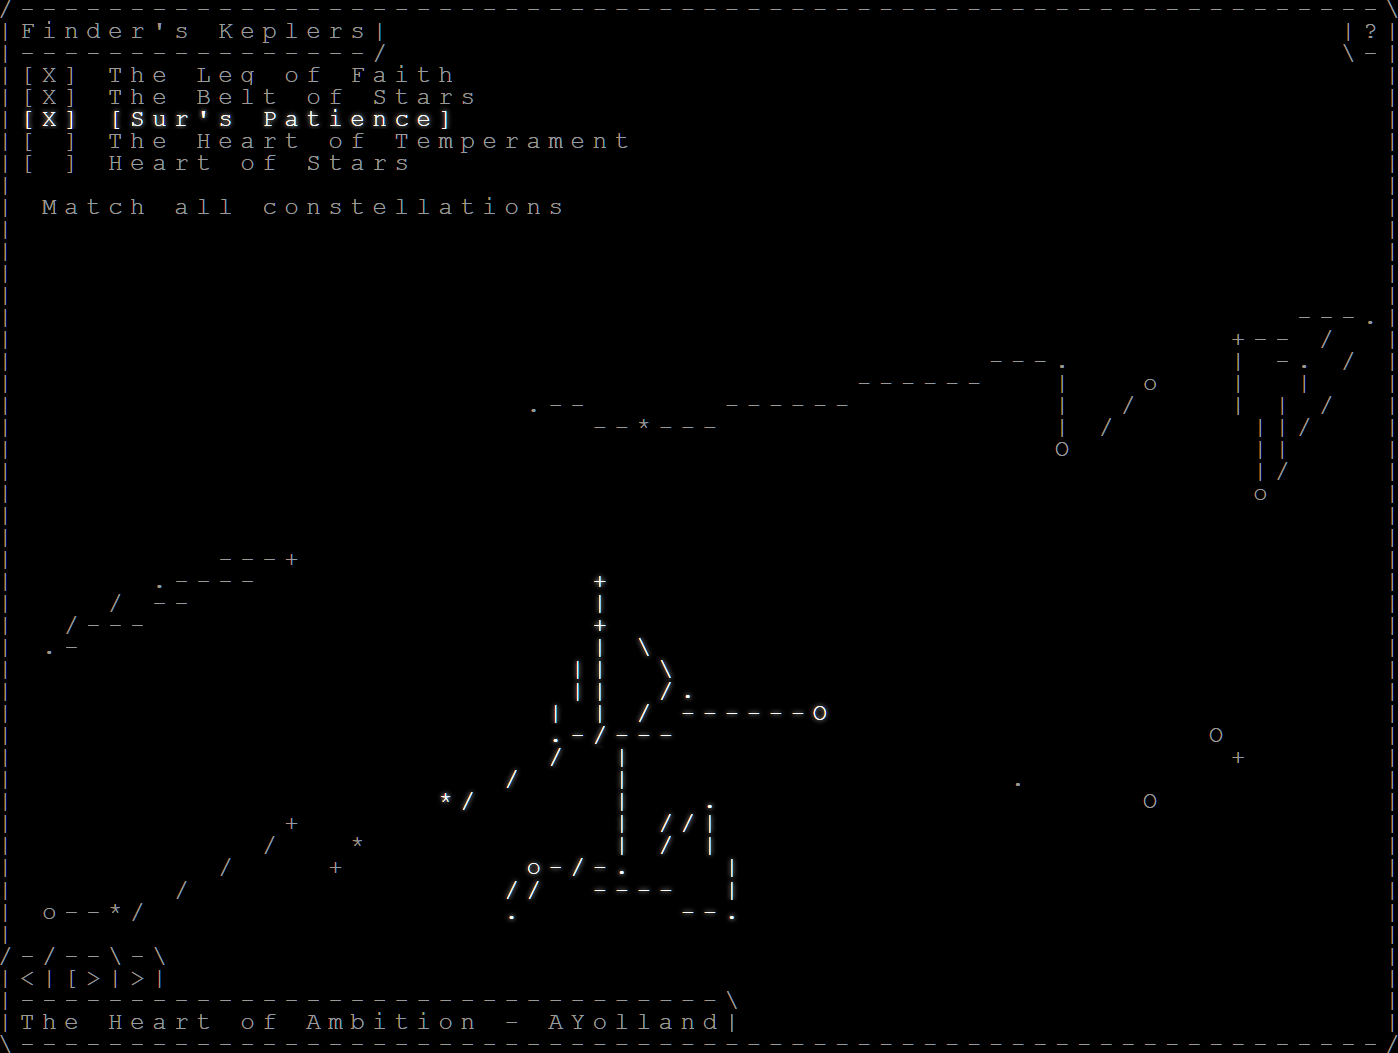 Finder's Keplers
?
[X] The Leq of Faith
[X] The Belt of Stars
[X] [Sur's Patience]
[ ] The Heart of Temperament
[ ] Heart of Stars
Match all constellations
<|[>|>|
The Heart of Ambition - AYolland